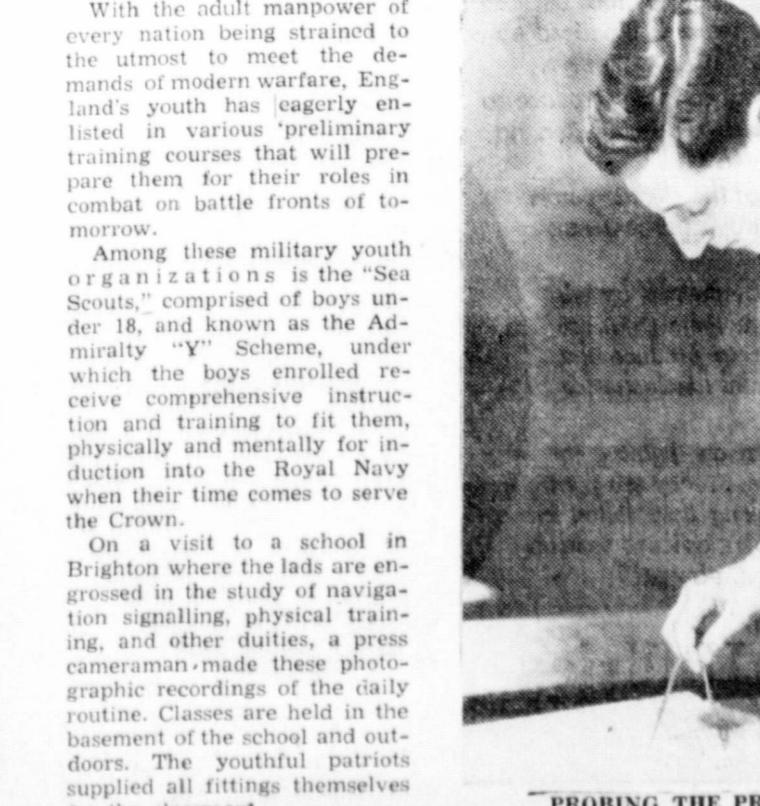 With the adult manpower of
every nation being strained to
the utmost to meet the de-
mands of modern warfare, Eng-
land's youth has eagerly en-
listed in various 'preliminary
training courses that will pre-
pare them for their roles in
combat on battle fronts of to-
morrow.
Among these military youth
organizations is the "Sea
Scouts," comprised of boys un-
der 18, and known as the Ad-
miralty "Y" Scheme, under
which the boys enrolled re-
ceive comprehensive instruc-
tion and training to fit them,
physically and mentally for in-
duction into the Royal Navy
when their time comes to serve
the Crown.
On a visit to a school in
Brighton where the lads are en-
grossed in the study of naviga-
tion signalling, physical train-
ing, and other duities, a press
cameraman made these photo-
graphic recordings of the daily
routine. Classes are held in the
basement of the school and out-
doors. The youthful patriots
supplied all fittings themselves
PROBING THE